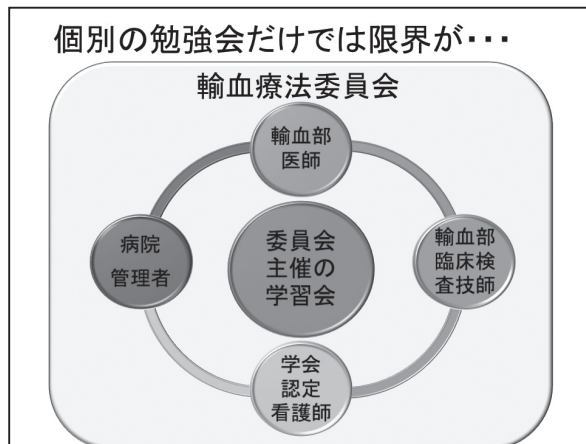 個別の勉強会だけでは限界が・・・
輸血療法委員会
輸血部
医師
病院
管理者
委員会
主催の
学習会
輸血部
臨床検
査技師
学会
認定
看護師